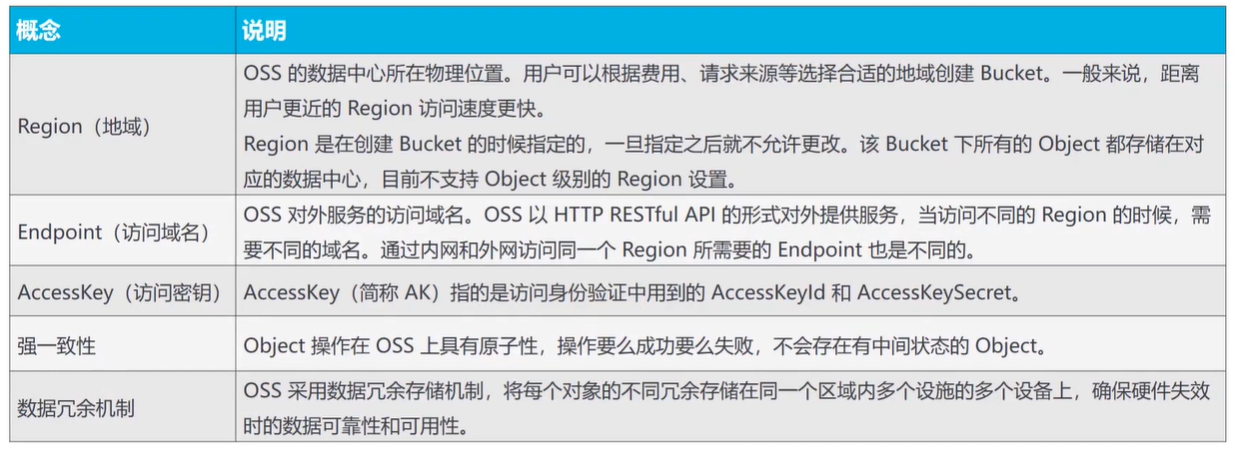 概念
说明
Region（地域）
OSS 的数据中心所在物理位置。用户可以根据费用、请求来源等选择合适的地域创建 Bucket。一般来说，距离
用户更近的 Region 访问速度更快。
Region 是在创建 Bucket 的时候指定的，一旦指定之后就不允许更改。该 Bucket 下所有的 Object 都存储在对
应的数据中心，目前不支持 Object 级别的 Region 设置。
Endpoint（访问域名）
OSS 对外服务的访问域名。OSS 以 HTTP RESTful API 的形式对外提供服务，当访问不同的 Region 的时候，需
要不同的域名。通过内网和外网访问同一个 Region 所需要的 Endpoint 也是不同的。
AccessKey（访问密钥）
AccessKey（简称 AK）指的是访问身份验证中用到的 AccessKeyId 和 AccessKeySecret。
强一致性
Object 操作在 OSS 上具有原子性，操作要么成功要么失败，不会存在有中间状态的 Object。
数据冗余机制
OSS 采用数据冗余存储机制，将每个对象的不同冗余存储在同一个区域内多个设施的多个设备上，确保硬件失效
时的数据可靠性和可用性。